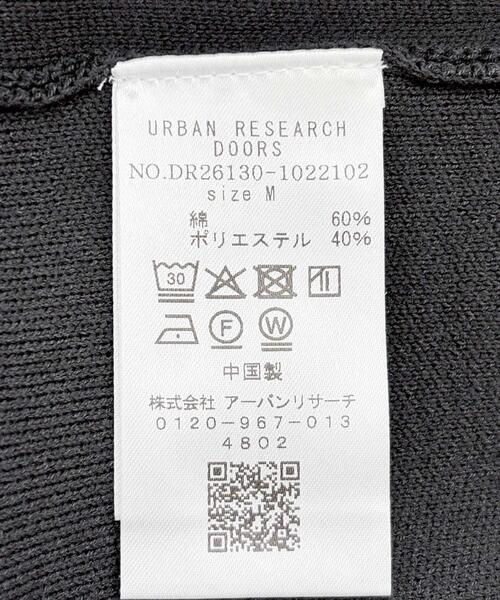 URBAN RESEARCH
DOORS
NO.DR26130-1022102
size M
綿 60%
ポリエステル 40%
30
F W
中国製
株式会社 アーバンリサーチ
0120-967-013
4802